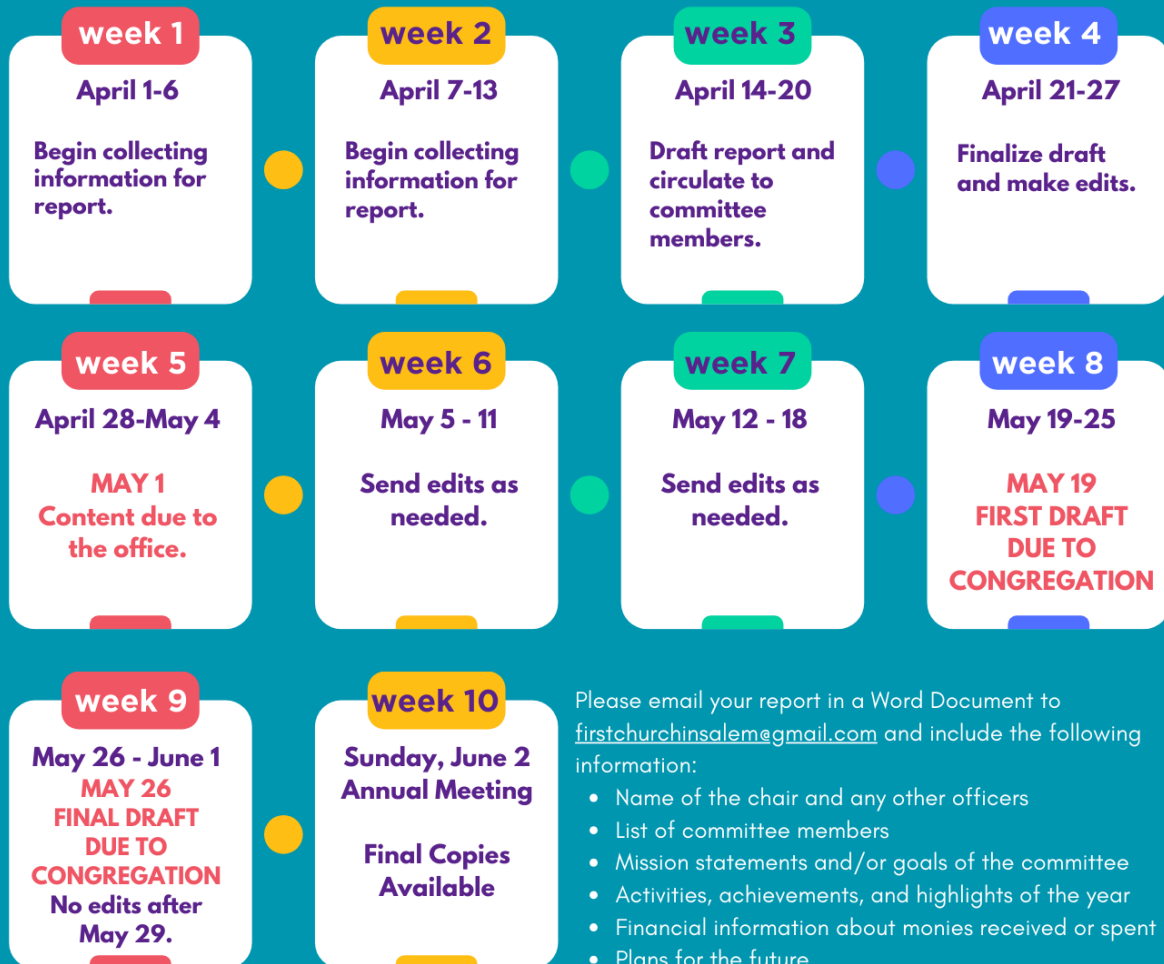 week 1
April 1-6
Begin collecting
information for
report.
week 2
April 7-13
Begin collecting
information for
report.
week 3
April 14-20
Draft report and
circulate to
committee
members.
week 4
April 21-27
Finalize draft
and make edits.
week 5
April 28-May 4
MAY 1
Content due to
the office.
week 6
May 5 - 11
Send edits as
needed.
week 7
May 12 - 18
Send edits as
needed.
week 8
May 19-25
MAY 19
FIRST DRAFT
DUE TO
CONGREGATION
week 9
May 26 - June 1
MAY 26
FINAL DRAFT
DUE TO
CONGREGATION
No edits after
May 29.
week 10
Sunday, June 2
Annual Meeting
Final Copies
Available
Please email your report in a Word Document to
firstchurchinsalem@gmail.com and include the following
information:
• Name of the chair and any other officers
• List of committee members
• Mission statements and/or goals of the committee
• Activities, achievements, and highlights of the year
• Financial information about monies received or spent
• Plans for the future